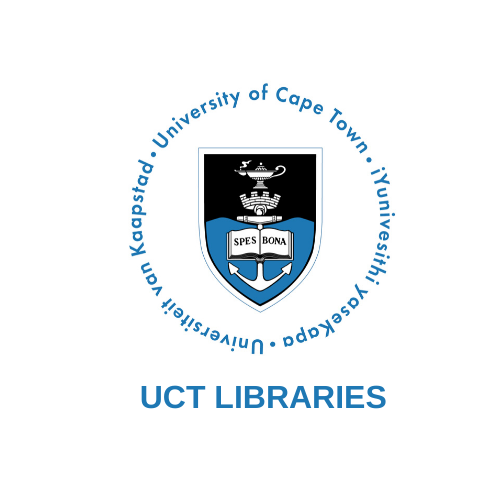 University of Cape Town • iYunivesithi yaseKapa • Universiteit van Kaapstad •
SPES BONA
UCT LIBRARIES